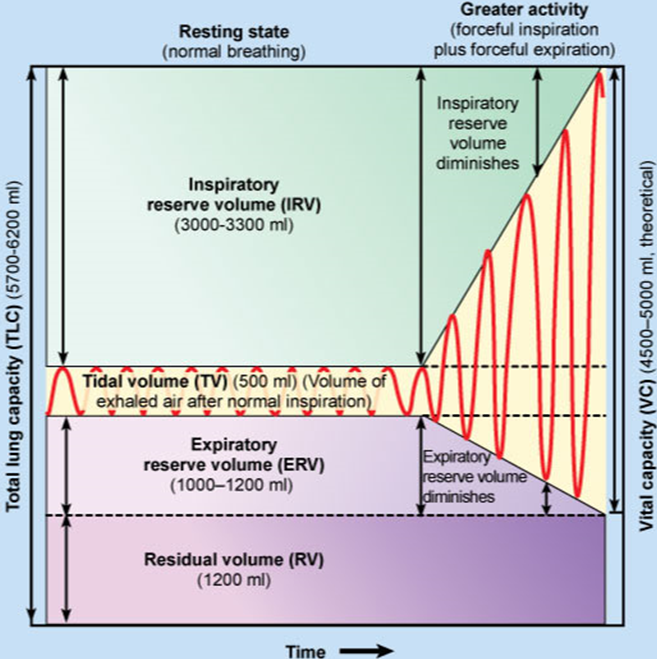 Resting state
(normal breathing)
Greater activity
(forceful inspiration
plus forceful expiration)
Inspiratory
reserve
volume
diminishes
Inspiratory
reserve volume (IRV)
(3000-3300 ml)
Total lung capacity (TLC) (5700-6200 ml)
Vital capacity (VC) (4500–5000 ml, theoretical)
Tidal volume (TV) (500 ml) (Volume of
exhaled air after normal inspiration)
Expiratory
reserve volume (ERV)
(1000–1200 ml)
Expiratory
reserve volume
diminishes
Residual volume (RV)
(1200 ml)
Time